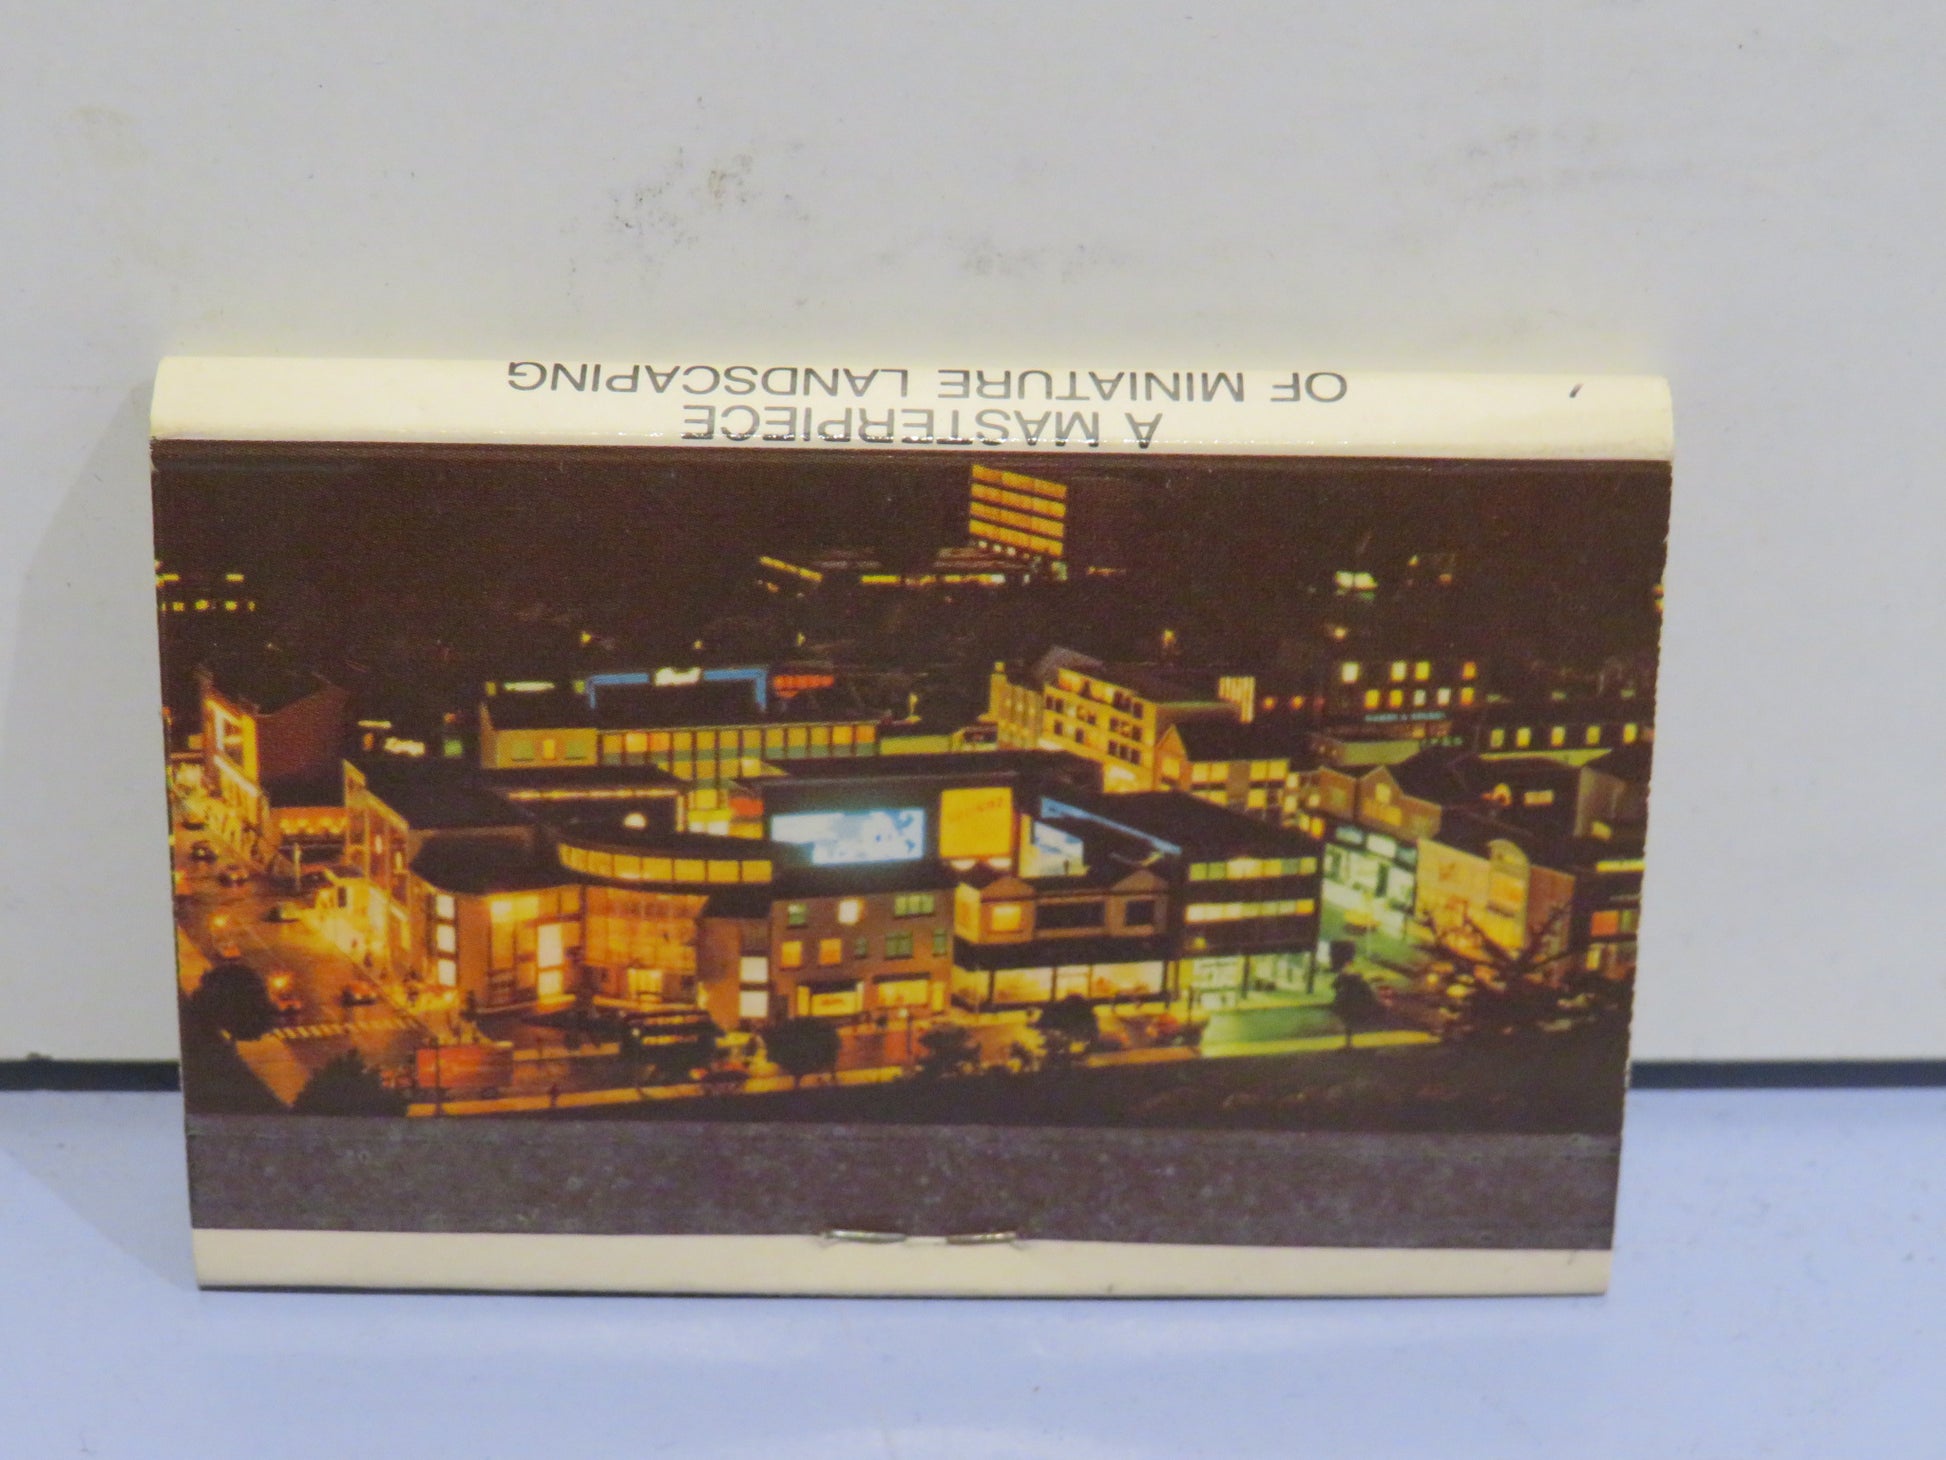 A MASTERPIECE
OF MINIATURE LANDSCAPING